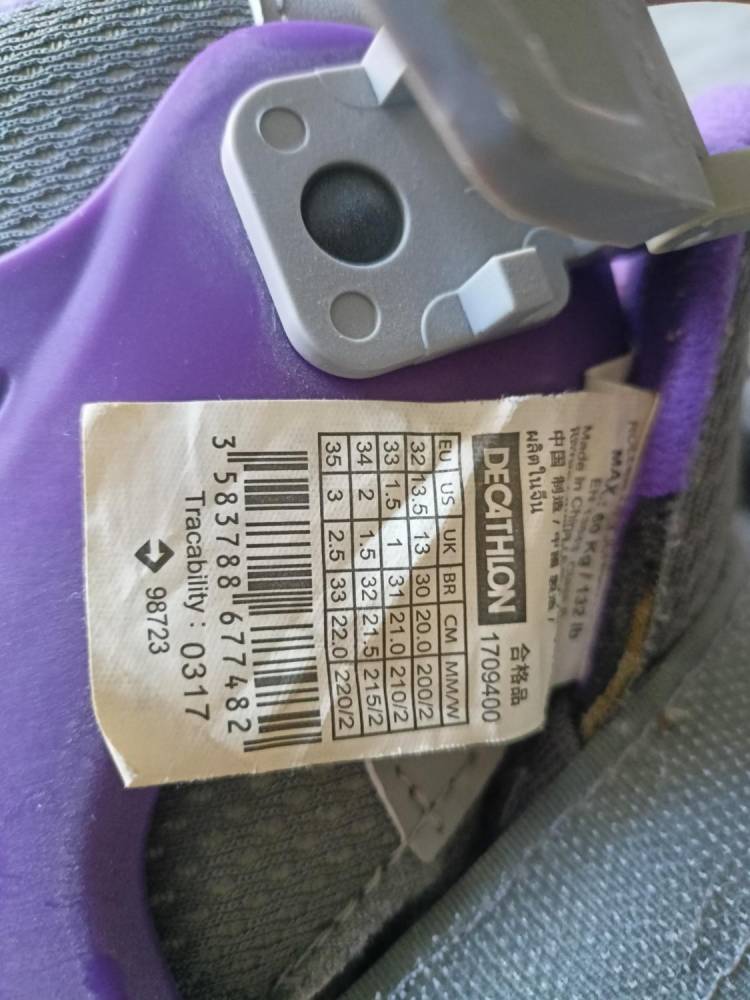 MAX 60 Kg / 132 lb
EN
Made in China
中国 制造 /
ผลิตในจีน
合格品
DECATHLON 1709400
EU US UK BR CM MM/W
32 13.5 13 30 20.0 200/2
33 1.5 1 31 21.0 210/2
34 2 1.5 32 21.5 215/2
35 3 2.5 33 22.0 220/2
3 583788 677482
Tracability : 0317
98723